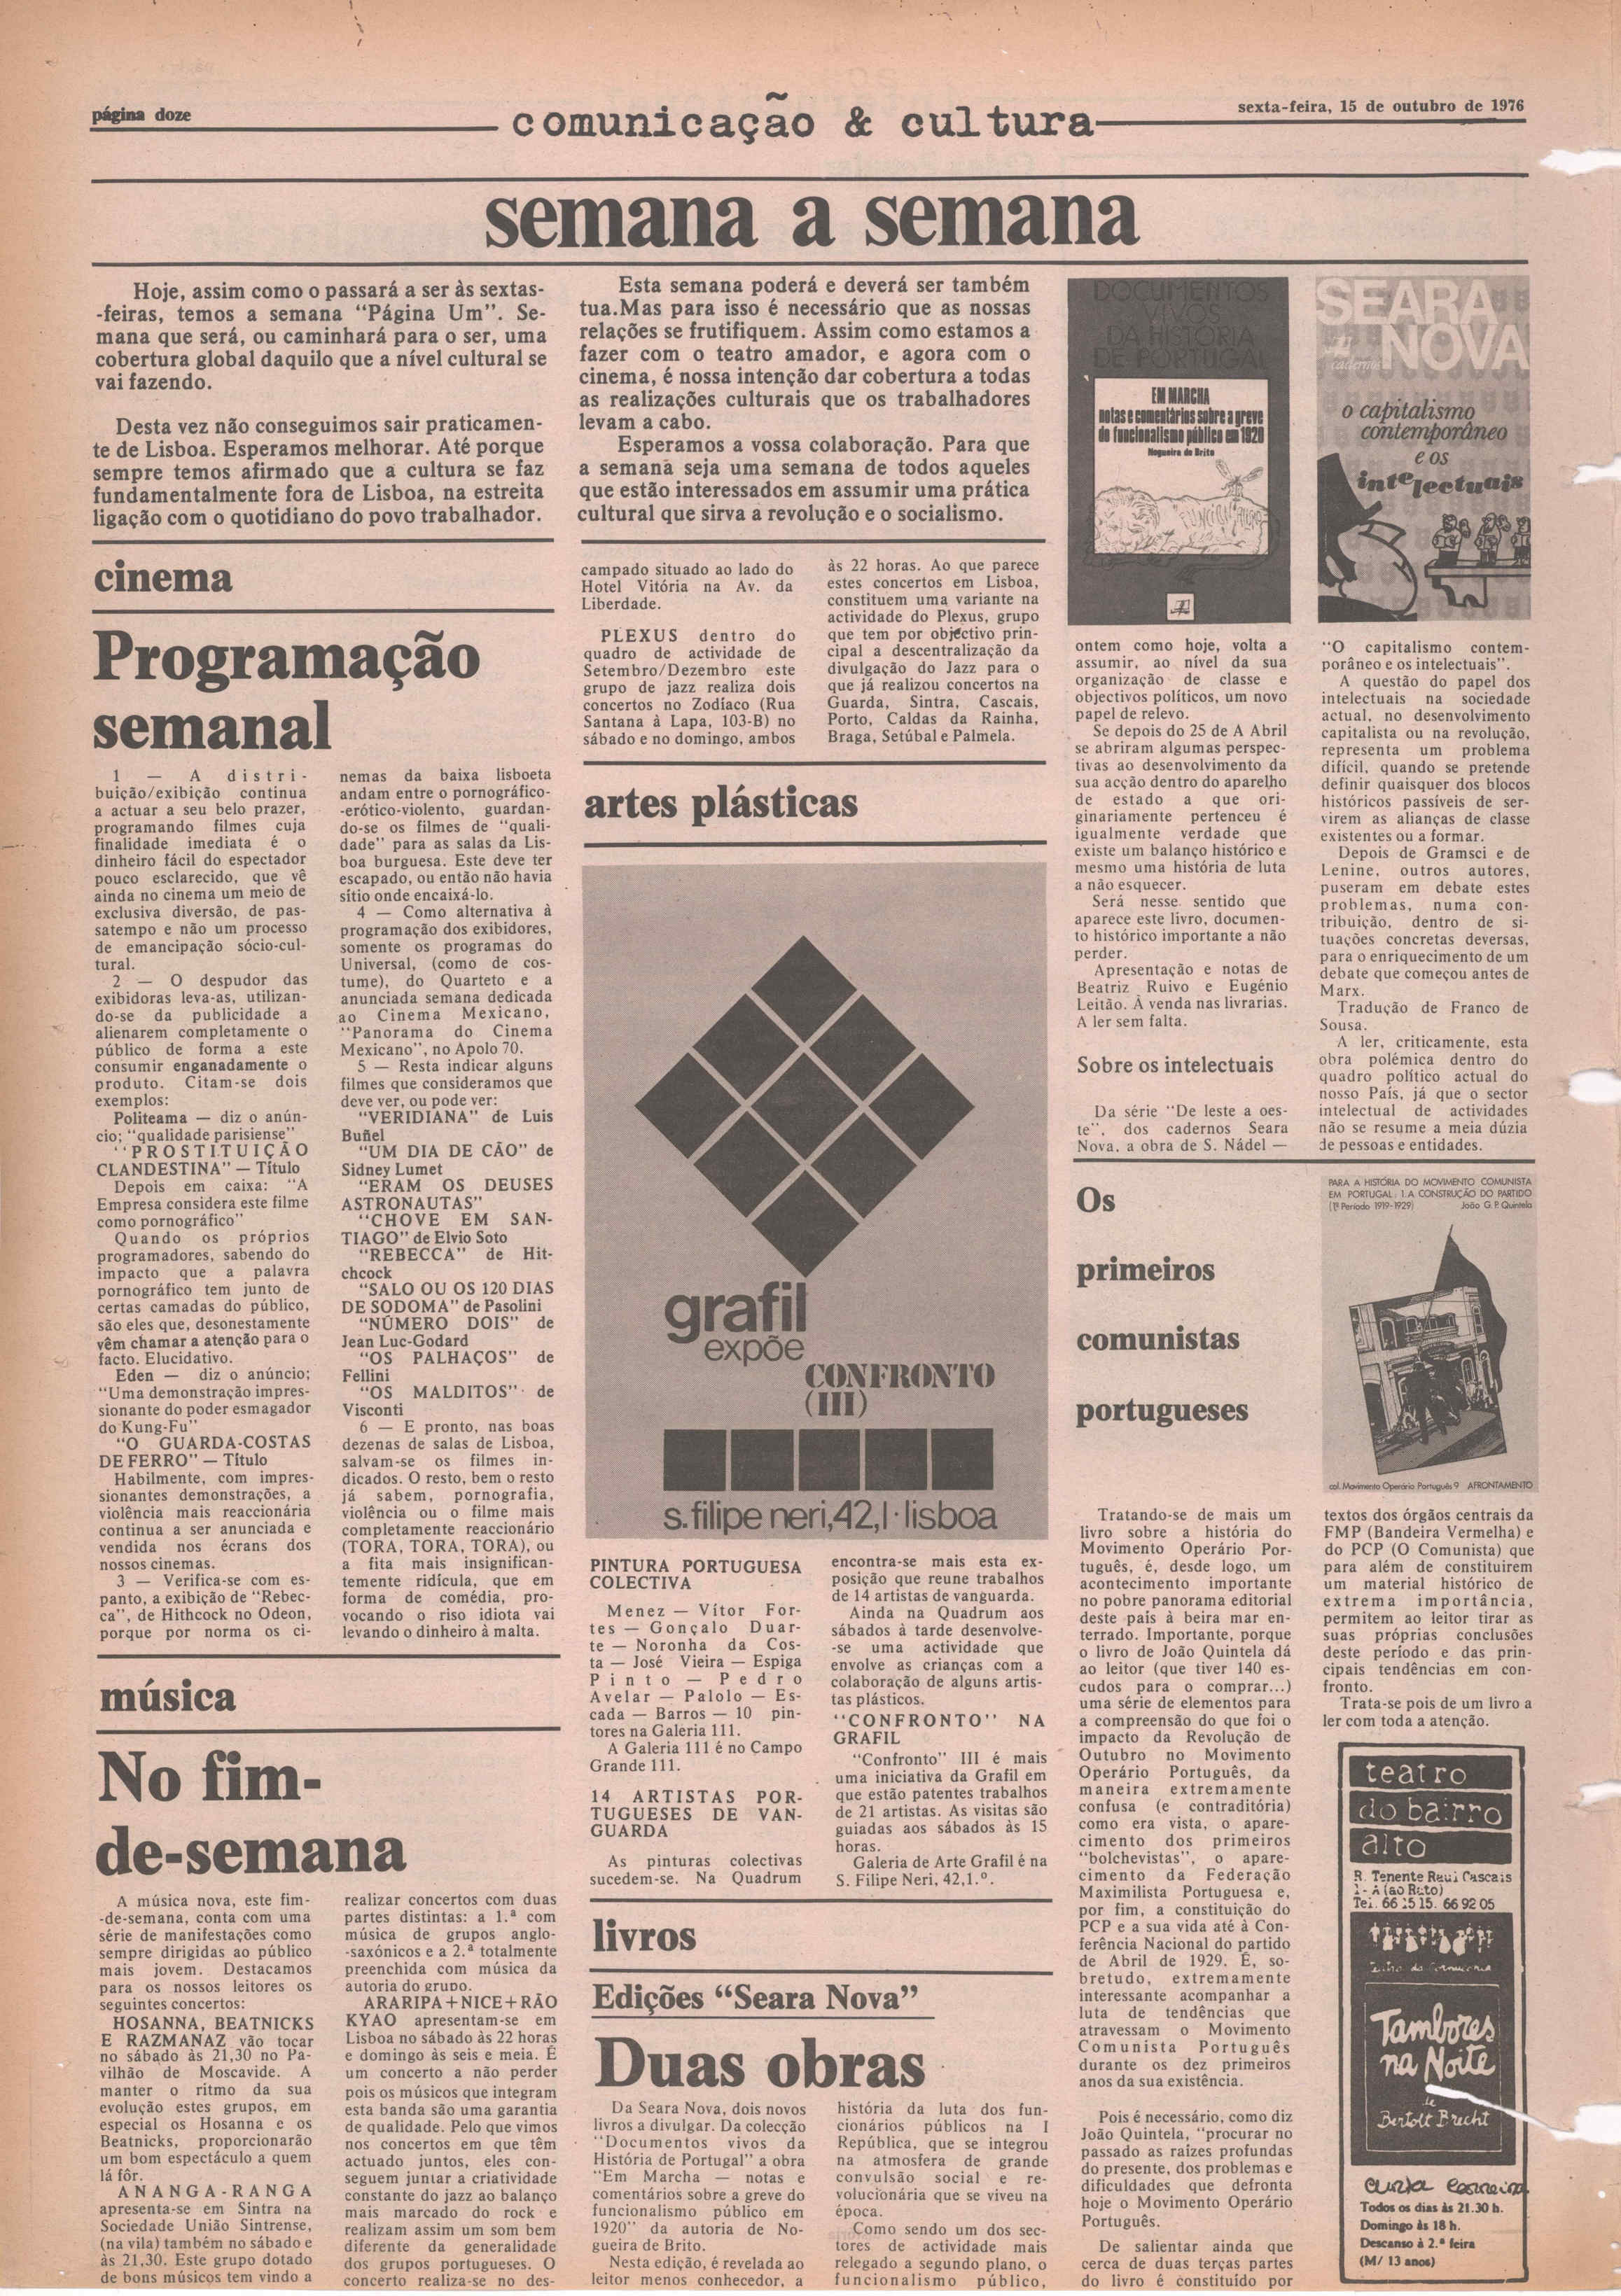 página doze
comunicação & cultura
sexta-feira, 15 de outubro de 1976
semana a semana
Hoje, assim como o passará a ser às sextas-
-feiras, temos a semana "Página Um". Se-
mana que será, ou caminhará para o ser, uma
cobertura global daquilo que a nível cultural se
vai fazendo.
Desta vez não conseguimos sair praticamen-
te de Lisboa. Esperamos melhorar. Até porque
sempre temos afirmado que a cultura se faz
fundamentalmente fora de Lisboa, na estreita
ligação com o quotidiano do povo trabalhador.
Esta semana poderá e deverá ser também
tua.Mas para isso é necessário que as nossas
relações se frutifiquem. Assim como estamos a
fazer com o teatro amador, e agora com o
cinema, é nossa intenção dar cobertura a todas
as realizações culturais que os trabalhadores
levam a cabo.
Esperamos a vossa colaboração. Para que
a semana seja uma semana de todos aqueles
que estão interessados em assumir uma prática
cultural que sirva a revolução e o socialismo.
cinema
Programação
semanal
1 — A distri-
buição/exibição continua
a actuar a seu belo prazer,
programando filmes cuja
finalidade imediata é o
dinheiro fácil do espectador
pouco esclarecido, que vê
ainda no cinema um meio de
exclusiva diversão, de pas-
satempo e não um processo
de emancipação sócio-cul-
tural.
2 — O despudor das
exibidoras leva-as, utilizan-
do-se da publicidade a
alienarem completamente o
público de forma a este
consumir enganadamente o
produto. Citam-se dois
exemplos:
Politeama — diz o anún-
cio; "qualidade parisiense"
"PROSTITUIÇÃO
CLANDESTINA" — Título
Depois em caixa: "A
Empresa considera este filme
como pornográfico"
Quando os próprios
programadores, sabendo do
impacto que a palavra
pornográfico tem junto de
certas camadas do público,
são eles que, desonestamente
vêm chamar a atenção para o
facto. Elucidativo.
Eden — diz o anúncio;
"Uma demonstração impres-
sionante do poder esmagador
do Kung-Fu"
"O GUARDA-COSTAS
DE FERRO" — Título
Habilmente, com impres-
sionantes demonstrações, a
violência mais reaccionária
continua a ser anunciada e
vendida nos écrans dos
nossos cinemas.
3 — Verifica-se com es-
panto, a exibição de "Rebec-
ca", de Hithcock no Odeon,
porque por norma os ci-
nemas da baixa lisboeta
andam entre o pornográfico-
-erótico-violento, guardan-
do-se os filmes de "quali-
dade" para as salas da Lis-
boa burguesa. Este deve ter
escapado, ou então não havia
sítio onde encaixá-lo.
4 — Como alternativa à
programação dos exibidores,
somente os programas do
Universal, (como de cos-
tume), do Quarteto e a
anunciada semana dedicada
ao Cinema Mexicano,
"Panorama do Cinema
Mexicano", no Apolo 70.
5 — Resta indicar alguns
filmes que consideramos que
deve ver, ou pode ver:
"VERIDIANA" de Luis
Buñel
"UM DIA DE CÃO" de
Sidney Lumet
"ERAM OS DEUSES
ASTRONAUTAS"
"CHOVE EM SAN-
TIAGO" de Elvio Soto
"REBECCA" de Hit-
chcock
"SALO OU OS 120 DIAS
DE SODOMA" de Pasolini
"NÚMERO DOIS" de
Jean Luc-Godard
"OS PALHAÇOS" de
Fellini
"OS MALDITOS" de
Visconti
6 — E pronto, nas boas
dezenas de salas de Lisboa,
salvam-se os filmes in-
dicados. O resto, bem o resto
já sabem, pornografia,
violência ou o filme mais
completamente reaccionário
(TORA, TORA, TORA), ou
a fita mais insignifican-
temente ridícula, que em
forma de comédia, pro-
vocando o riso idiota vai
levando o dinheiro à malta.
música
No fim-
de-semana
A música nova, este fim-
-de-semana, conta com uma
série de manifestações como
sempre dirigidas ao público
mais jovem. Destacamos
para os nossos leitores os
seguintes concertos:
HOSANNA, BEATNICKS
E RAZMANAZ vão tocar
no sábado às 21,30 no Pa-
vilhão de Moscavide. A
manter o ritmo da sua
evolução estes grupos, em
especial os Hosanna e os
Beatnicks, proporcionarão
um bom espectáculo a quem
lá fôr.
ANANGA-RANGA
apresenta-se em Sintra na
Sociedade União Sintrense,
(na vila) também no sábado e
às 21,30. Este grupo dotado
de bons músicos tem vindo a
realizar concertos com duas
partes distintas: a 1.ª com
música de grupos anglo-
-saxónicos e a 2.ª totalmente
preenchida com música da
autoria do grupo.
ARARIPA+NICE+RÃO
KYAO apresentam-se em
Lisboa no sábado às 22 horas
e domingo às seis e meia. É
um concerto a não perder
pois os músicos que integram
esta banda são uma garantia
de qualidade. Pelo que vimos
nos concertos em que têm
actuado juntos, eles con-
seguem juntar a criatividade
constante do jazz ao balanço
mais marcado do rock e
realizam assim um som bem
diferente da generalidade
dos grupos portugueses. O
concerto realiza-se no des-
campado situado ao lado do
Hotel Vitória na Av. da
Liberdade.
PLEXUS dentro do
quadro de actividade de
Setembro/Dezembro este
grupo de jazz realiza dois
concertos no Zodíaco (Rua
Santana à Lapa, 103-B) no
sábado e no domingo, ambos
às 22 horas. Ao que parece
estes concertos em Lisboa,
constituem uma variante na
actividade do Plexus, grupo
que tem por objectivo prin-
cipal a descentralização da
divulgação do Jazz para o
que já realizou concertos na
Guarda, Sintra, Cascais,
Porto, Caldas da Rainha,
Braga, Setúbal e Palmela.
artes plásticas
grafil
expõe
CONFRONTO
(III)
s.filipe neri,42,1·lisboa
PINTURA PORTUGUESA
COLECTIVA
Menez — Vítor For-
tes — Gonçalo Duar-
te — Noronha da Cos-
ta — José Vieira — Espiga
Pinto — Pedro
Avelar — Palolo — Es-
cada — Barros — 10 pin-
tores na Galeria 111.
A Galeria 111 é no Campo
Grande 111.
14 ARTISTAS POR-
TUGUESES DE VAN-
GUARDA
As pinturas colectivas
sucedem-se. Na Quadrum
encontra-se mais esta ex-
posição que reune trabalhos
de 14 artistas de vanguarda.
Ainda na Quadrum aos
sábados à tarde desenvolve-
-se uma actividade que
envolve as crianças com a
colaboração de alguns artis-
tas plásticos.
"CONFRONTO" NA
GRAFIL
"Confronto" III é mais
uma iniciativa da Grafil em
que estão patentes trabalhos
de 21 artistas. As visitas são
guiadas aos sábados às 15
horas.
Galeria de Arte Grafil é na
S. Filipe Neri, 42,1.º.
livros
Edições "Seara Nova"
Duas obras
Da Seara Nova, dois novos
livros a divulgar. Da colecção
"Documentos vivos da
História de Portugal" a obra
"Em Marcha — notas e
comentários sobre a greve do
funcionalismo público em
1920" da autoria de No-
gueira de Brito.
Nesta edição, é revelada ao
leitor menos conhecedor, a
história da luta dos fun-
cionários públicos na I
República, que se integrou
na atmosfera de grande
convulsão social e re-
volucionária que se viveu na
época.
Como sendo um dos sec-
tores de actividade mais
relegado a segundo plano, o
funcionalismo público,
DOCUMENTOS
VIVOS
DA HISTÓRIA
DE PORTUGAL
EM MARCHA
notas e comentários sobre a greve
do funcionalismo público em 1920
Nogueira de Brito
SEARA
NOVA
cadernos
o capitalismo
contemporâneo
e os
intelectuais
ontem como hoje, volta a
assumir, ao nível da sua
organização de classe e
objectivos políticos, um novo
papel de relevo.
Se depois do 25 de A Abril
se abriram algumas perspec-
tivas ao desenvolvimento da
sua acção dentro do aparelho
de estado a que ori-
ginariamente pertenceu é
igualmente verdade que
existe um balanço histórico e
mesmo uma história de luta
a não esquecer.
Será nesse sentido que
aparece este livro, documen-
to histórico importante a não
perder.
Apresentação e notas de
Beatriz Ruivo e Eugénio
Leitão. À venda nas livrarias.
A ler sem falta.
Sobre os intelectuais
Da série "De leste a oes-
te", dos cadernos Seara
Nova, a obra de S. Nádel —
"O capitalismo contem-
porâneo e os intelectuais".
A questão do papel dos
intelectuais na sociedade
actual, no desenvolvimento
capitalista ou na revolução,
representa um problema
difícil, quando se pretende
definir quaisquer dos blocos
históricos passíveis de ser-
virem as alianças de classe
existentes ou a formar.
Depois de Gramsci e de
Lenine, outros autores,
puseram em debate estes
problemas, numa con-
tribuição, dentro de si-
tuações concretas deversas,
para o enriquecimento de um
debate que começou antes de
Marx.
Tradução de Franco de
Sousa.
A ler, criticamente, esta
obra polémica dentro do
quadro político actual do
nosso País, já que o sector
intelectual de actividades
não se resume a meia dúzia
de pessoas e entidades.
Os
primeiros
comunistas
portugueses
PARA A HISTÓRIA DO MOVIMENTO COMUNISTA
EM PORTUGAL: 1. A CONSTRUÇÃO DO PARTIDO
(1º Período 1919-1929) João G. P. Quintela
col. Movimento Operário Português 9 AFRONTAMENTO
Tratando-se de mais um
livro sobre a história do
Movimento Operário Por-
tuguês, é, desde logo, um
acontecimento importante
no pobre panorama editorial
deste país à beira mar en-
terrado. Importante, porque
o livro de João Quintela dá
ao leitor (que tiver 140 es-
cudos para o comprar...)
uma série de elementos para
a compreensão do que foi o
impacto da Revolução de
Outubro no Movimento
Operário Português, da
maneira extremamente
confusa (e contraditória)
como era vista, o apare-
cimento dos primeiros
"bolchevistas", o apare-
cimento da Federação
Maximilista Portuguesa e,
por fim, a constituição do
PCP e a sua vida até à Con-
ferência Nacional do partido
de Abril de 1929. E, so-
bretudo, extremamente
interessante acompanhar a
luta de tendências que
atravessam o Movimento
Comunista Português
durante os dez primeiros
anos da sua existência.
Pois é necessário, como diz
João Quintela, "procurar no
passado as raízes profundas
do presente, dos problemas e
dificuldades que defronta
hoje o Movimento Operário
Português.
De salientar ainda que
cerca de duas terças partes
do livro é constituído por
textos dos órgãos centrais da
FMP (Bandeira Vermelha) e
do PCP (O Comunista) que
para além de constituirem
um material histórico de
extrema importância,
permitem ao leitor tirar as
suas próprias conclusões
deste período e das prin-
cipais tendências em con-
fronto.
Trata-se pois de um livro a
ler com toda a atenção.
teatro
do bairro
alto
R. Tenente Raul Cascais
1-A (ao Rato)
Tel. 66 15 15. 66 92 05
Teatro da Cornucópia
Tambores
na Noite
de
Bertolt Brecht
Todos os dias às 21.30 h.
Domingo às 18 h.
Descanso à 2.ª feira
(M/ 13 anos)